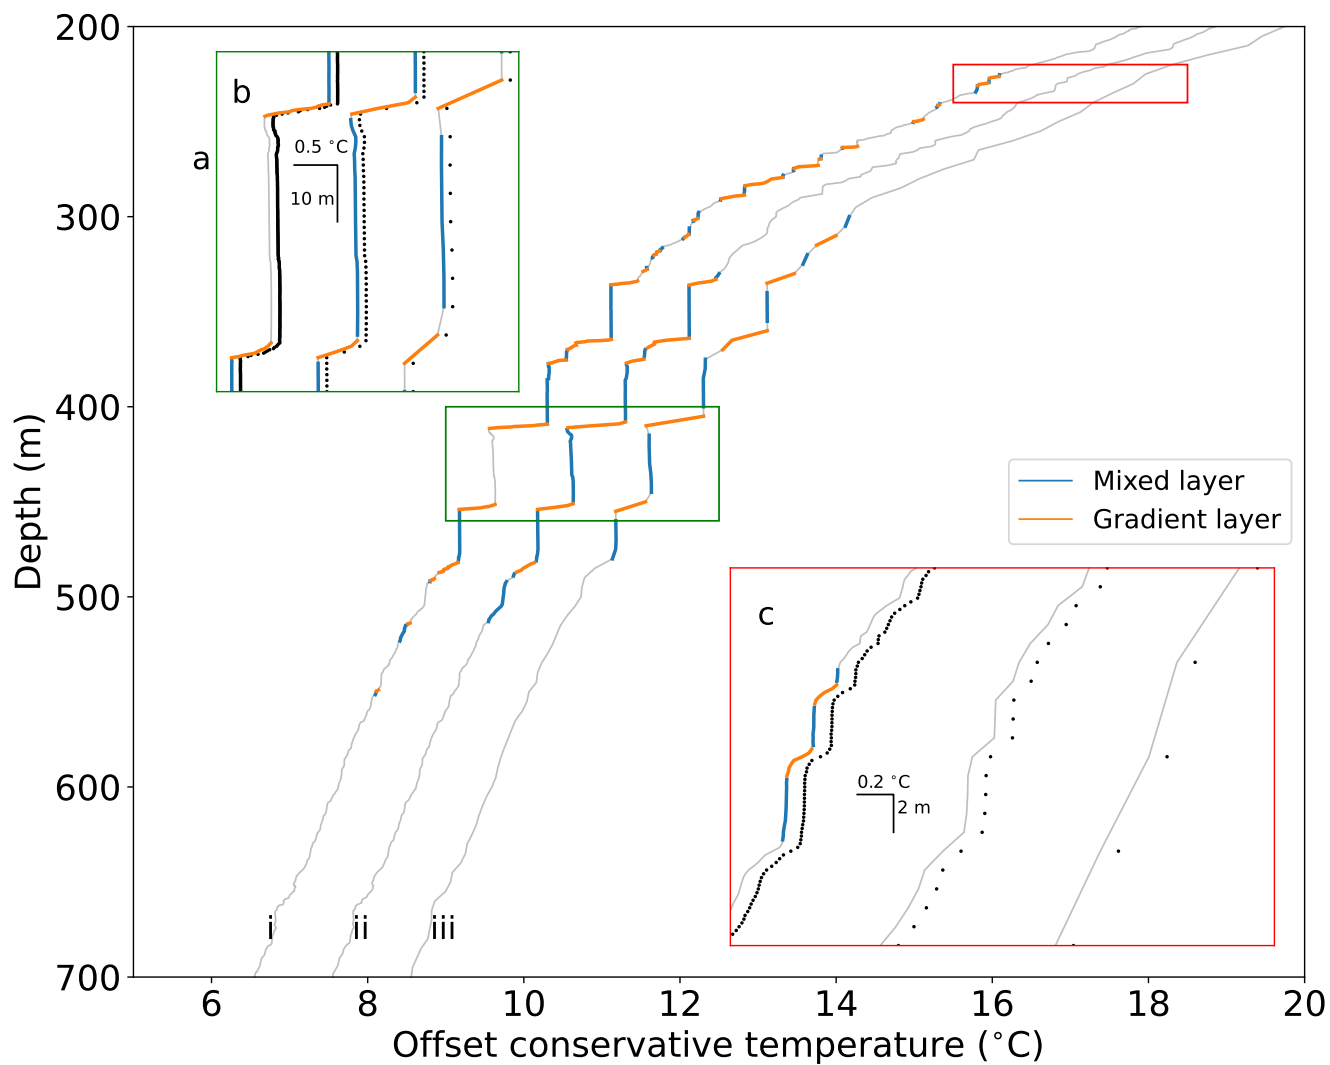 200
300
400
500
600
700
Depth (m)
a
b
0.5 °C
10 m
Mixed layer
Gradient layer
c
0.2 °C
2 m
i
ii
iii
6
8
10
12
14
16
18
20
Offset conservative temperature (°C)